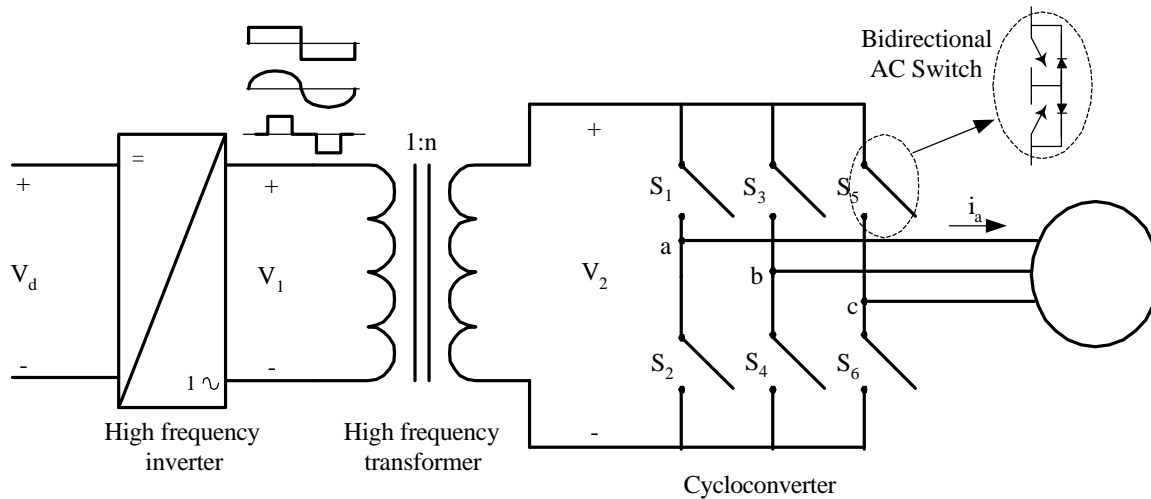 Bidirectional
AC Switch
=
1:n
+
+
+
S1
S3
S5
ia
a
Vd
V1
V2
b
c
S2
S4
S6
-
-
1 ∿
-
High frequency
inverter
High frequency
transformer
Cycloconverter